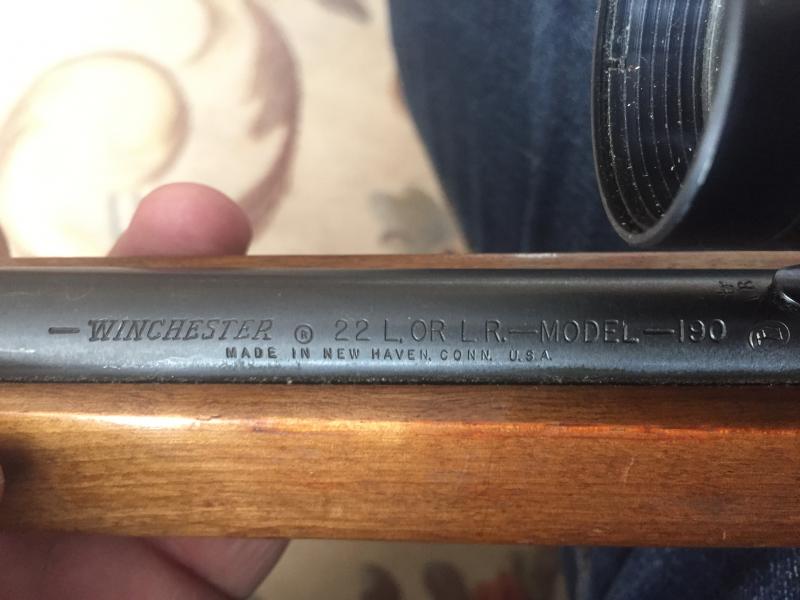 —WINCHESTER ® 22 L. OR L.R.—MODEL—190
MADE IN NEW HAVEN. CONN. U.S.A.